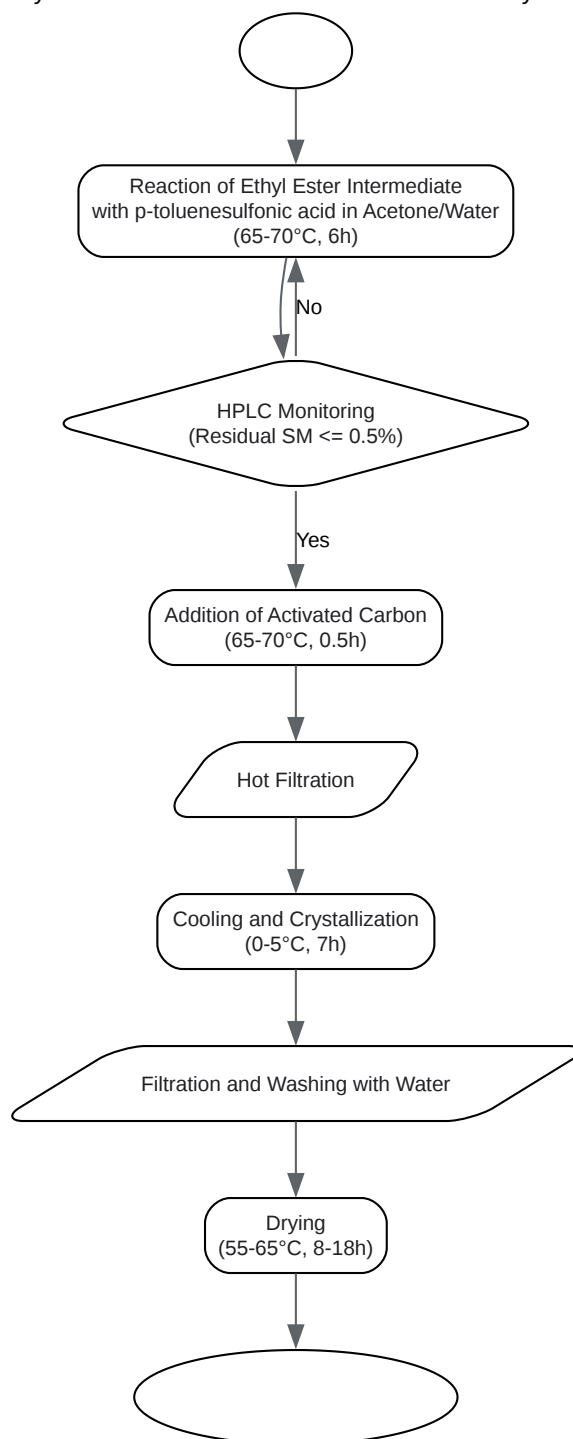 Reaction of Ethyl Ester Intermediate
with p-toluenesulfonic acid in Acetone/Water
(65-70°C, 6h)
No
HPLC Monitoring
(Residual SM <= 0.5%)
Yes
Addition of Activated Carbon
(65-70°C, 0.5h)
Hot Filtration
Cooling and Crystallization
(0-5°C, 7h)
Filtration and Washing with Water
Drying
(55-65°C, 8-18h)